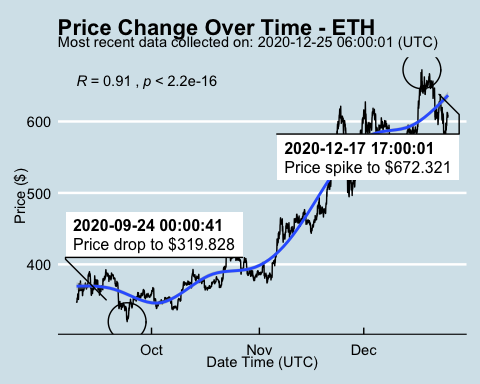 Price Change Over Time - ETH
Most recent data collected on: 2020-12-25 06:00:01 (UTC)
R = 0.91 , p < 2.2e-16
600
2020-12-17 17:00:01
Price spike to $672.321
500
Price ($)
2020-09-24 00:00:41
Price drop to $319.828
400
Oct
Nov
Dec
Date Time (UTC)